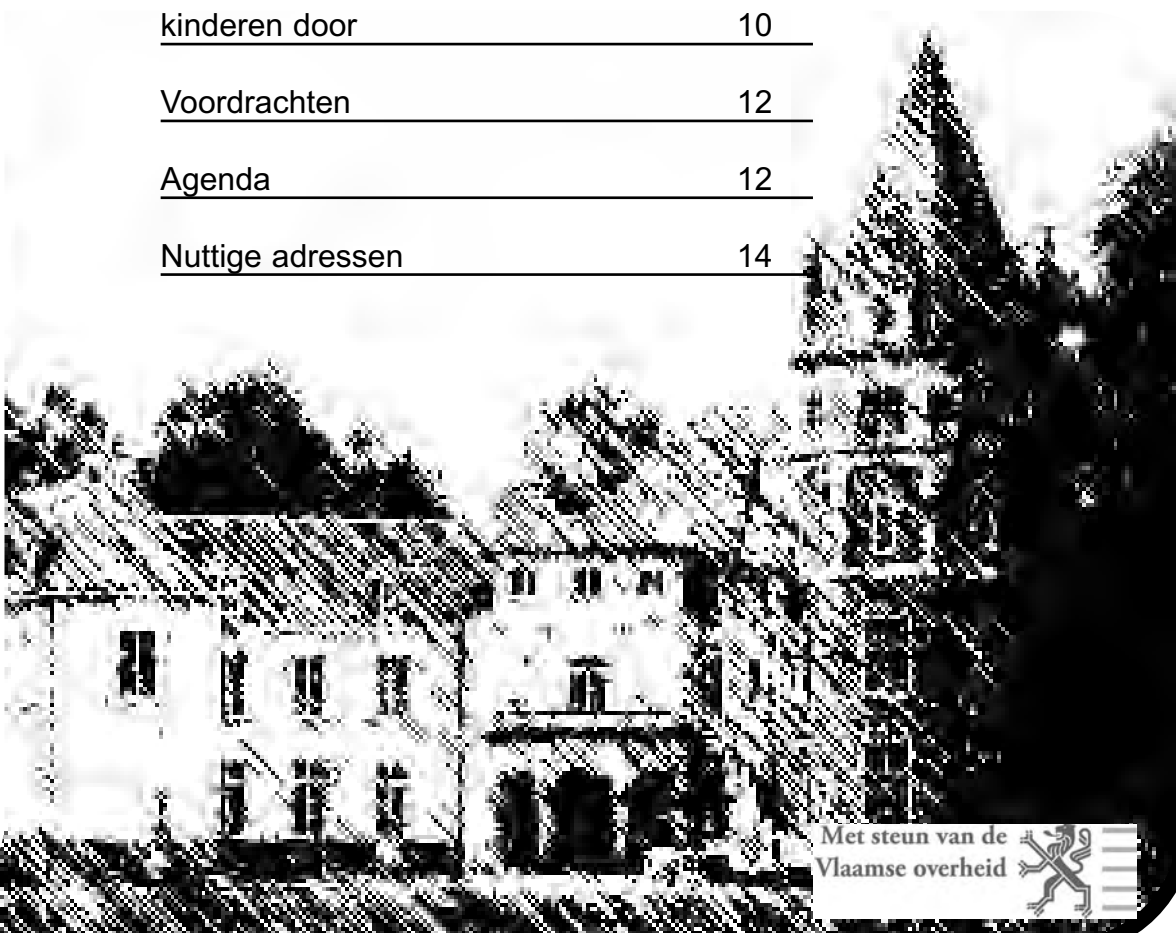 kinderen door 10
Voordrachten 12
Agenda 12
Nuttige adressen 14
Met steun van de
Vlaamse overheid